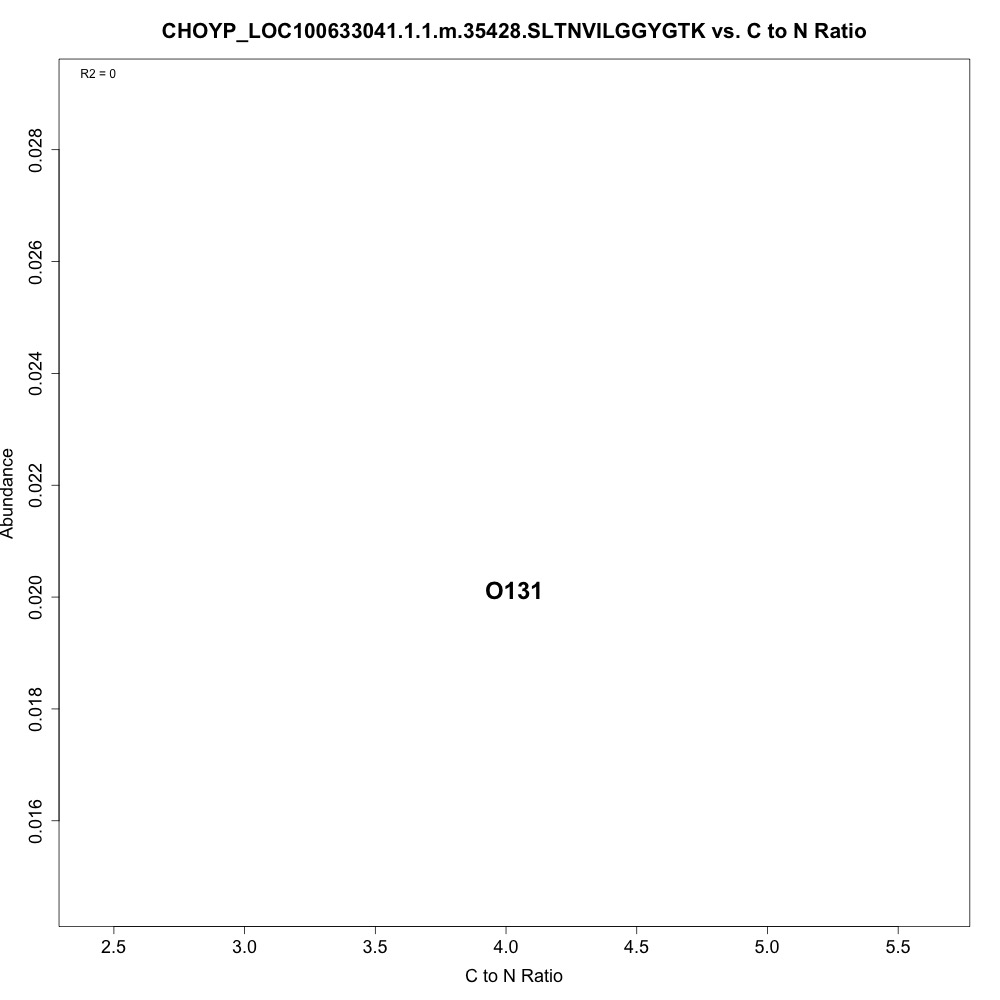 CHOYP_LOC100633041.1.1.m.35428.SLTNVILGGYGTK vs. C to N Ratio
R2 = 0
0.028
0.026
0.024
0.022
0.020
0.018
0.016
Abundance
O131
2.5 3.0 3.5 4.0 4.5 5.0 5.5
C to N Ratio